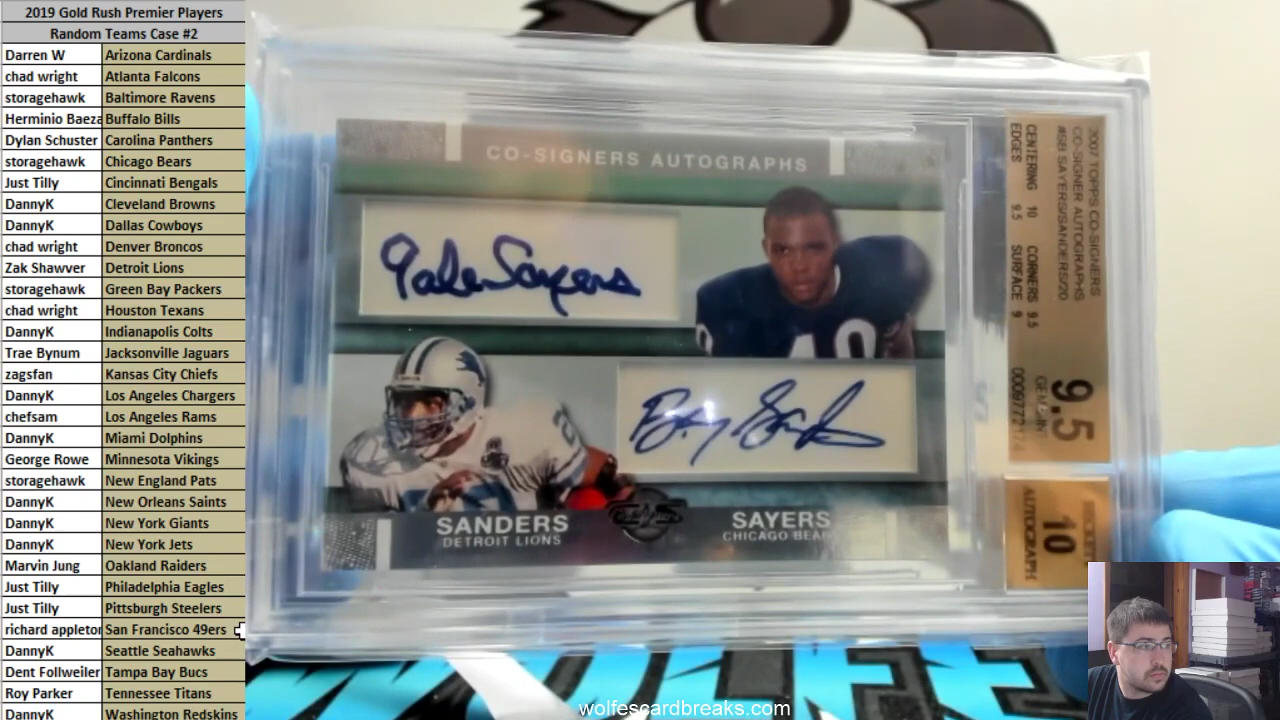 2019 Gold Rush Premier Players
Random Teams Case #2
Darren W Arizona Cardinals
chad wright Atlanta Falcons
storagehawk Baltimore Ravens
Herminio Baeza Buffalo Bills
Dylan Schuster Carolina Panthers
storagehawk Chicago Bears
Just Tilly Cincinnati Bengals
DannyK Cleveland Browns
DannyK Dallas Cowboys
chad wright Denver Broncos
Zak Shawver Detroit Lions
storagehawk Green Bay Packers
chad wright Houston Texans
DannyK Indianapolis Colts
Trae Bynum Jacksonville Jaguars
zagsfan Kansas City Chiefs
DannyK Los Angeles Chargers
chefsam Los Angeles Rams
DannyK Miami Dolphins
George Rowe Minnesota Vikings
storagehawk New England Pats
DannyK New Orleans Saints
DannyK New York Giants
DannyK New York Jets
Marvin Jung Oakland Raiders
Just Tilly Philadelphia Eagles
Just Tilly Pittsburgh Steelers
richard appleton San Francisco 49ers
DannyK Seattle Seahawks
Dent Follweiler Tampa Bay Bucs
Roy Parker Tennessee Titans
DannyK Washington Redskins
CO-SIGNERS AUTOGRAPHS
Gale Sayers
Barry Sanders
SANDERS
DETROIT LIONS
SAYERS
CHICAGO BEARS
2007 TOPPS CO-SIGNERS
CO-SIGNER AUTOGRAPHS
#SB SAYERS/SANDERS/20
CENTERING 10 CORNERS 9.5
EDGES 9.5 SURFACE 9
9.5
GEM MINT
BECKETT
10
AUTOGRAPH
WOLFE
wolfescardbreaks.com